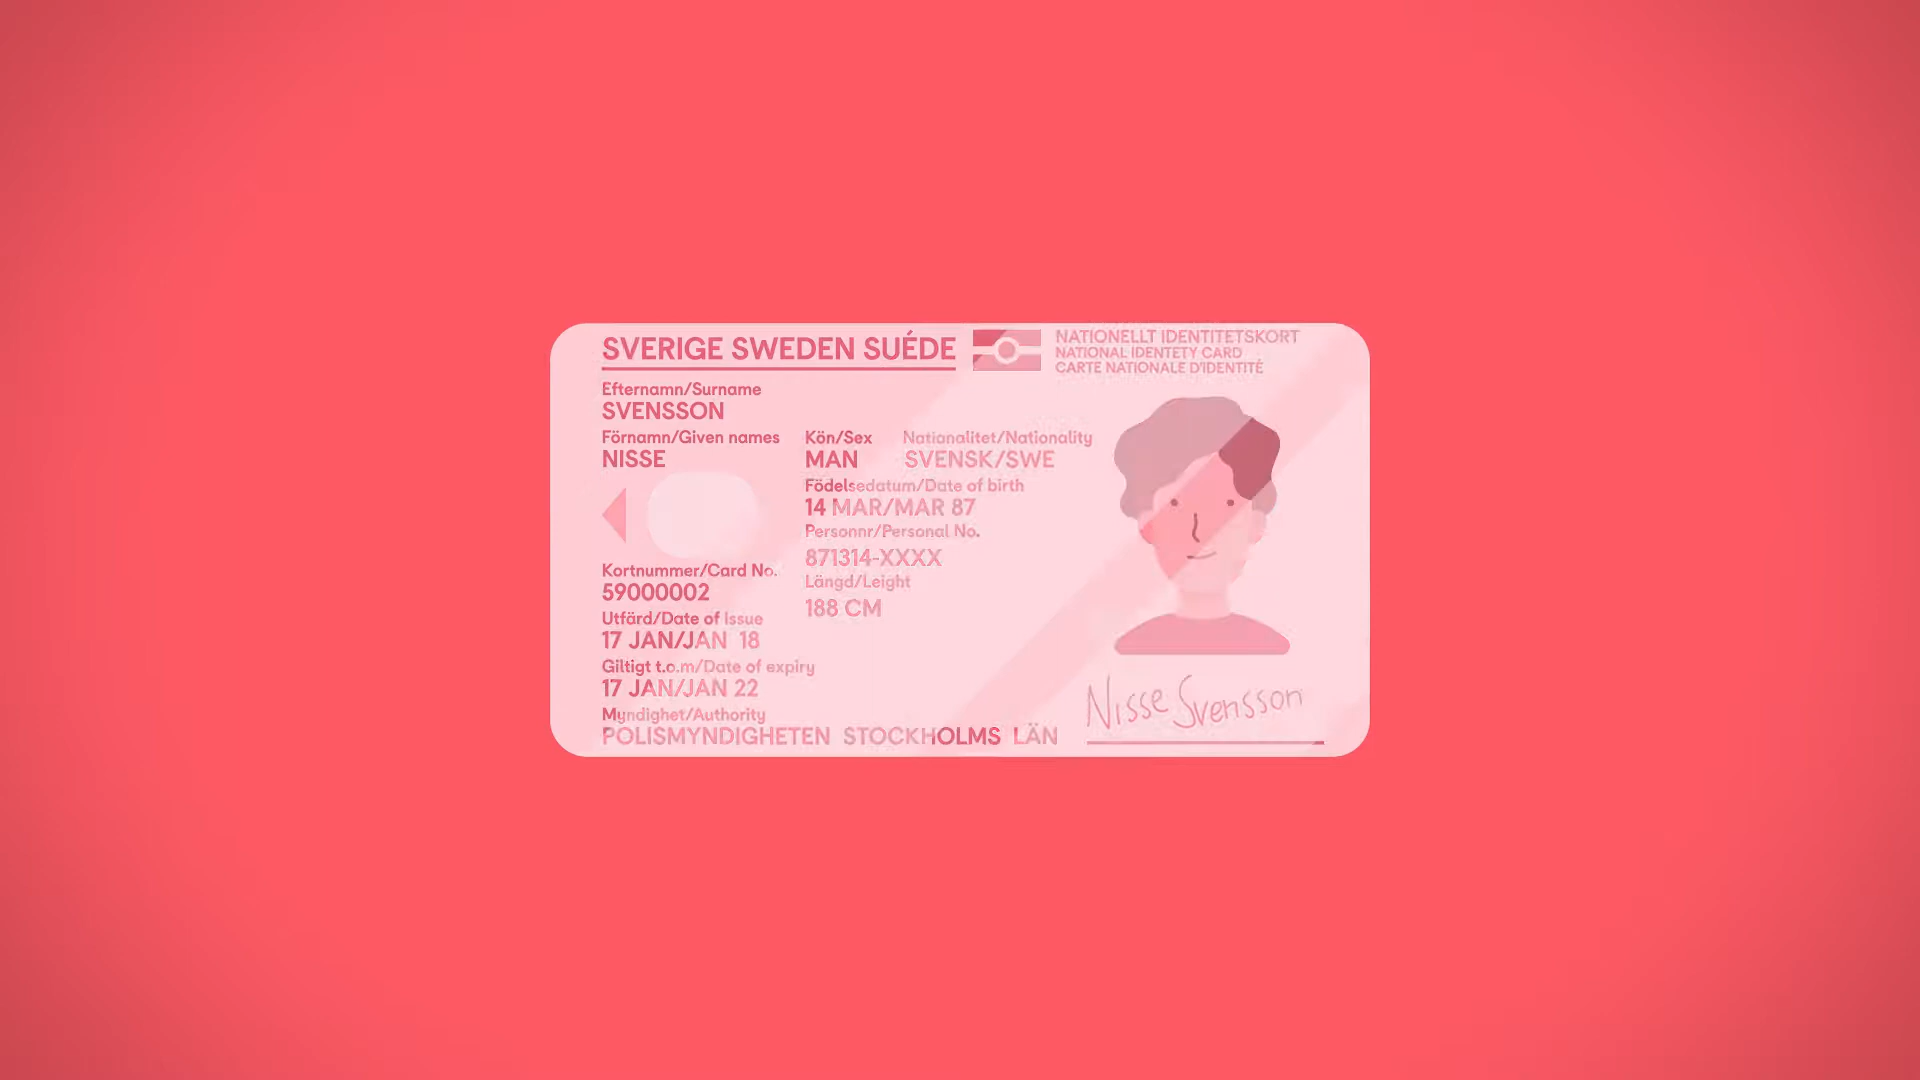 SVERIGE SWEDEN SUÉDE
NATIONELLT IDENTITETSKORT
NATIONAL IDENTETY CARD
CARTE NATIONALE D'IDENTITÉ
Efternamn/Surname
SVENSSON
Förnamn/Given names
NISSE
Kön/Sex
MAN
Nationalitet/Nationality
SVENSK/SWE
Födelsedatum/Date of birth
14 MAR/MAR 87
Personnr/Personal No.
871314-XXXX
Längd/Leight
188 CM
Kortnummer/Card No.
59000002
Utfärd/Date of Issue
17 JAN/JAN 18
Giltigt t.o.m/Date of expiry
17 JAN/JAN 22
Myndighet/Authority
POLISMYNDIGHETEN STOCKHOLMS LÄN
Nisse Svensson